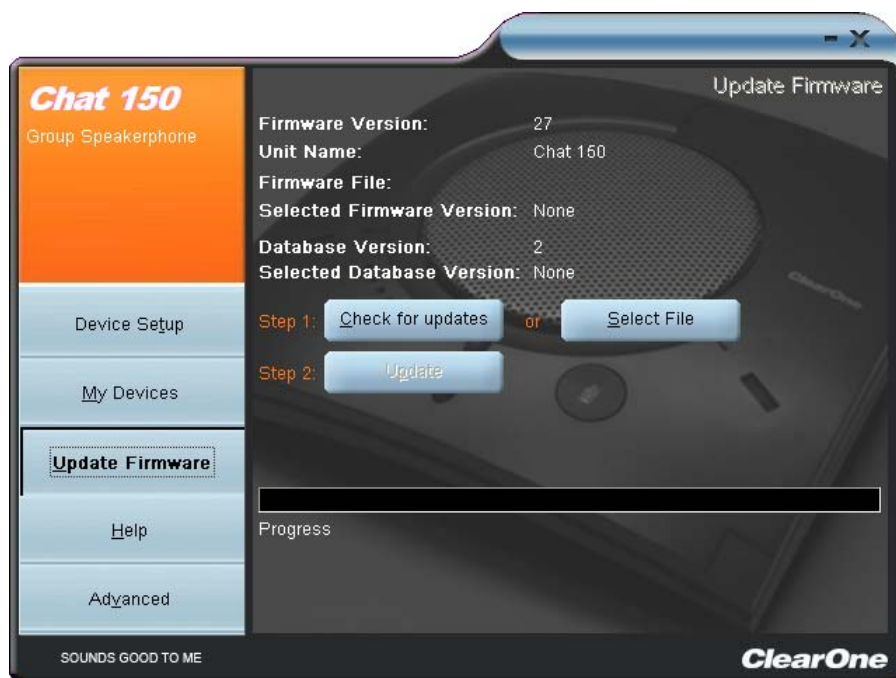 Chat 150
Group Speakerphone
Update Firmware
Firmware Version: 27
Unit Name: Chat 150
Firmware File:
Selected Firmware Version: None
Database Version: 2
Selected Database Version: None
Step 1: Check for updates or Select File
Step 2: Update
Progress
Device Setup
My Devices
Update Firmware
Help
Advanced
SOUNDS GOOD TO ME
ClearOne
ClearOne